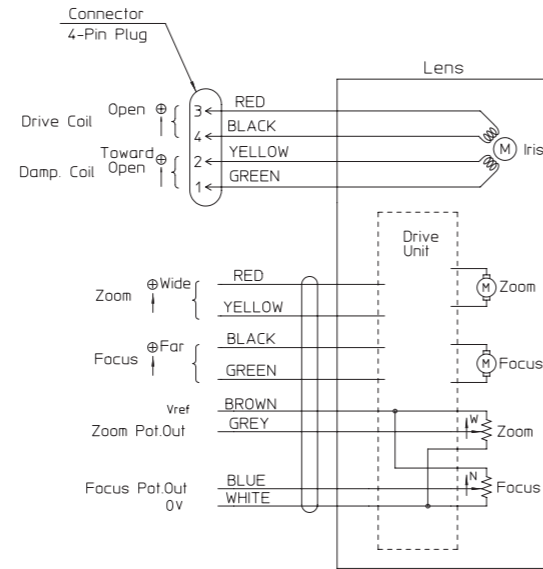 Connector
4-Pin Plug
Lens
Drive Coil Open ⊕ 3 RED
4 BLACK
Damp. Coil Toward Open ⊕ 2 YELLOW
1 GREEN
M Iris
Drive Unit
Zoom ⊕Wide RED
YELLOW
M Zoom
Focus ⊕Far BLACK
GREEN
M Focus
Vref BROWN
Zoom Pot.Out GREY W Zoom
Focus Pot.Out BLUE N Focus
0V WHITE